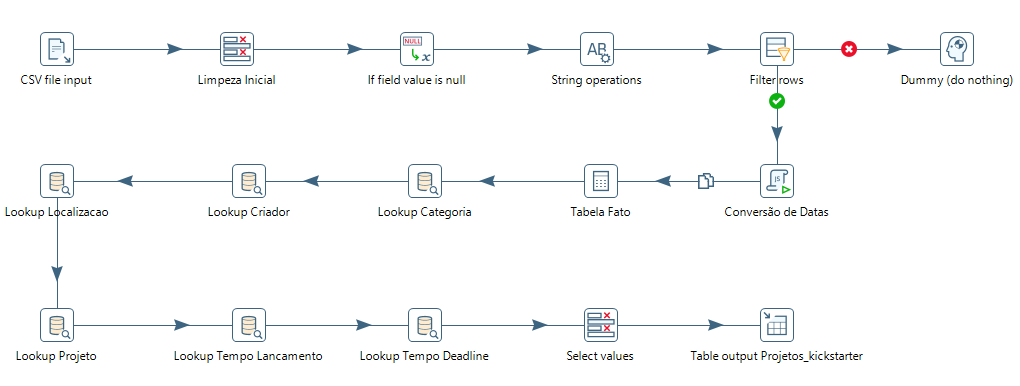 CSV file input
Limpeza Inicial
If field value is null
String operations
Filter rows
Dummy (do nothing)
Lookup Localizacao
Lookup Criador
Lookup Categoria
Tabela Fato
Conversão de Datas
Lookup Projeto
Lookup Tempo Lancamento
Lookup Tempo Deadline
Select values
Table output Projetos_kickstarter